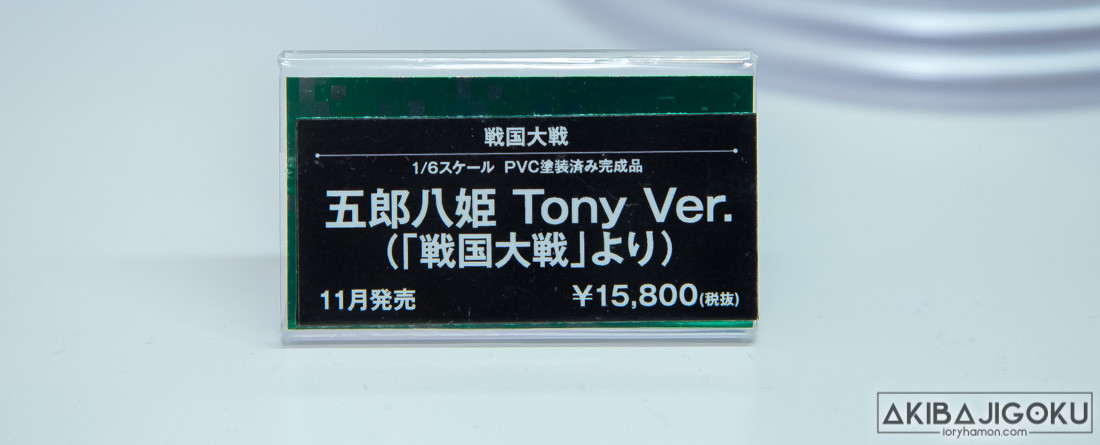 戦国大戦
1/6スケール PVC塗装済み完成品
五郎八姫 Tony Ver.
(「戦国大戦」より)
11月発売 ¥15,800(税抜)
AKIBAJIGOKU
ioryhamon.com